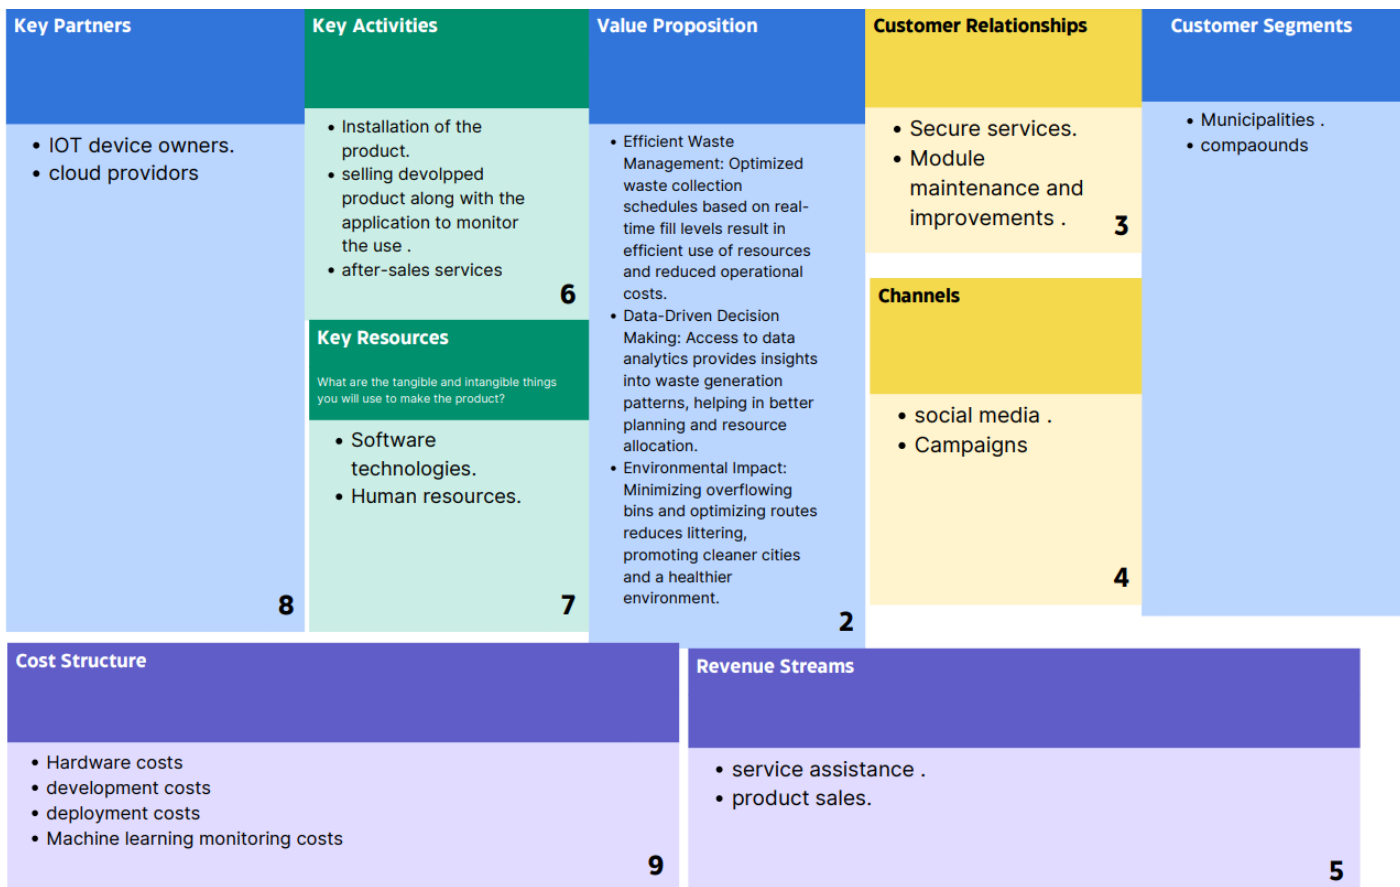 Key Partners
• IOT device owners.
• cloud providors
8
Key Activities
• Installation of the
product.
• selling devolpped
product along with the
application to monitor
the use .
• after-sales services
6
Key Resources
What are the tangible and intangible things
you will use to make the product?
• Software
technologies.
• Human resources.
7
Value Proposition
• Efficient Waste
Management: Optimized
waste collection
schedules based on real-
time fill levels result in
efficient use of resources
and reduced operational
costs.
• Data-Driven Decision
Making: Access to data
analytics provides insights
into waste generation
patterns, helping in better
planning and resource
allocation.
• Environmental Impact:
Minimizing overflowing
bins and optimizing routes
reduces littering,
promoting cleaner cities
and a healthier
environment.
2
Customer Relationships
• Secure services.
• Module
maintenance and
improvements .
3
Channels
• social media .
• Campaigns
4
Customer Segments
• Municipalities .
• compaounds
Cost Structure
• Hardware costs
• development costs
• deployment costs
• Machine learning monitoring costs
9
Revenue Streams
• service assistance .
• product sales.
5